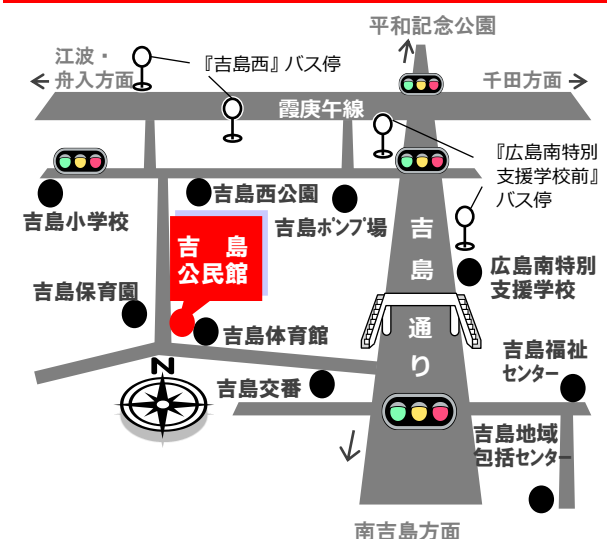 平和記念公園
江波・
舟入方面
『吉島西』バス停
千田方面
霞庚午線
『広島南特別
支援学校前』
バス停
吉島小学校
吉島西公園
吉島ポンプ場
吉島通り
吉島
公民館
広島南特別
支援学校
吉島保育園
吉島体育館
吉島福祉
センター
N
吉島交番
吉島地域
包括センター
南吉島方面